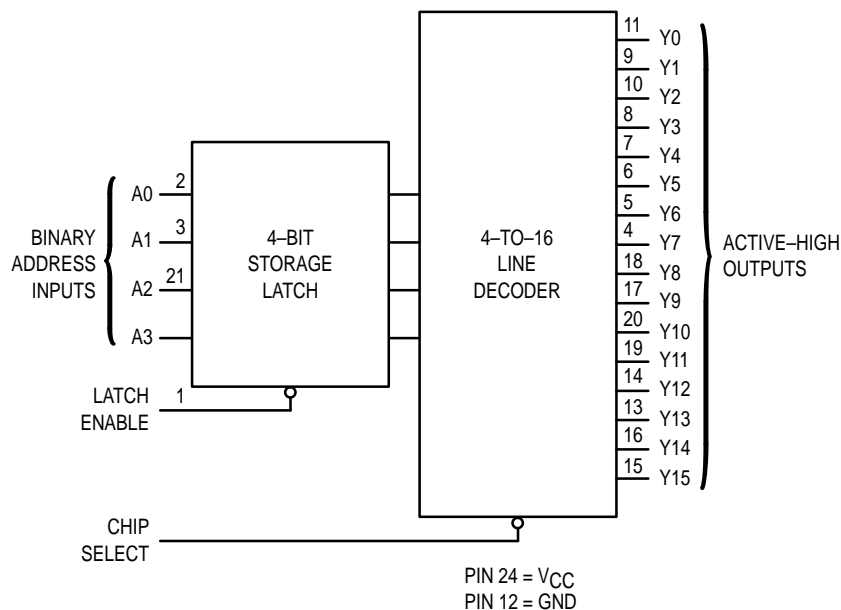 11 Y0
9 Y1
10 Y2
8 Y3
7 Y4
6 Y5
5 Y6
4 Y7
18 Y8
17 Y9
20 Y10
19 Y11
14 Y12
13 Y13
16 Y14
15 Y15
ACTIVE–HIGH
OUTPUTS
BINARY
ADDRESS
INPUTS
A0 2
A1 3
A2 21
A3
4–BIT
STORAGE
LATCH
4–TO–16
LINE
DECODER
LATCH
ENABLE
1
CHIP
SELECT
PIN 24 = VCC
PIN 12 = GND